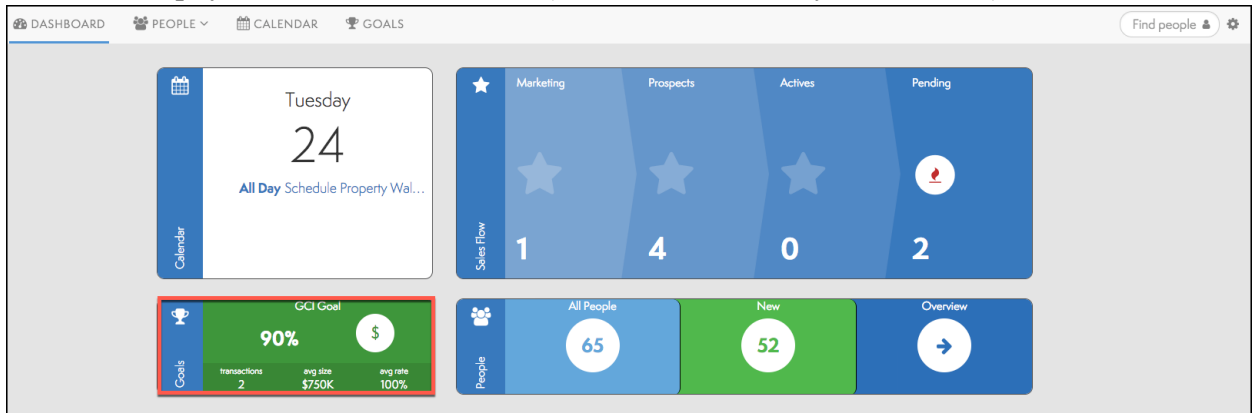 DASHBOARD PEOPLE CALENDAR GOALS Find people
Tuesday
24
All Day Schedule Property Wal...
Calendar
Marketing Prospects Actives Pending
1 4 0 2
Sales Flow
GCI Goal
90% $
transactions avg size avg rate
2 $750K 100%
Goals
All People New Overview
65 52
People